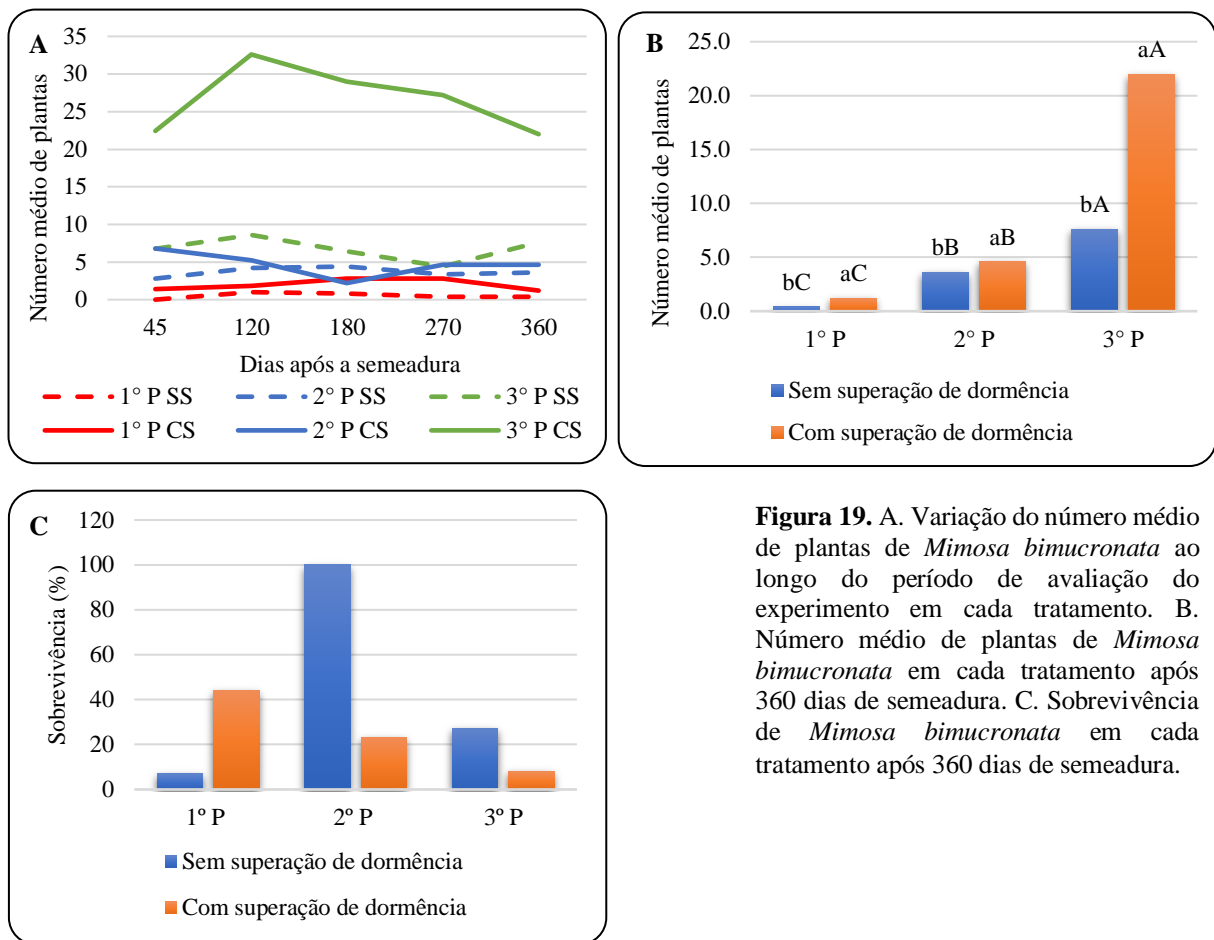 A
Número médio de plantas
35
30
25
20
15
10
5
0
45 120 180 270 360
Dias após a semeadura
1° P SS 2° P SS 3° P SS
1° P CS 2° P CS 3° P CS
B
Número médio de plantas
25.0
20.0
15.0
10.0
5.0
0.0
bC aC bB aB bA aA
1° P 2° P 3° P
Sem superação de dormência
Com superação de dormência
C
Sobrevivência (%)
120
100
80
60
40
20
0
1º P 2º P 3º P
Sem superação de dormência
Com superação de dormência
Figura 19. A. Variação do número médio
de plantas de Mimosa bimucronata ao
longo do período de avaliação do
experimento em cada tratamento. B.
Número médio de plantas de Mimosa
bimucronata em cada tratamento após
360 dias de semeadura. C. Sobrevivência
de Mimosa bimucronata em cada
tratamento após 360 dias de semeadura.